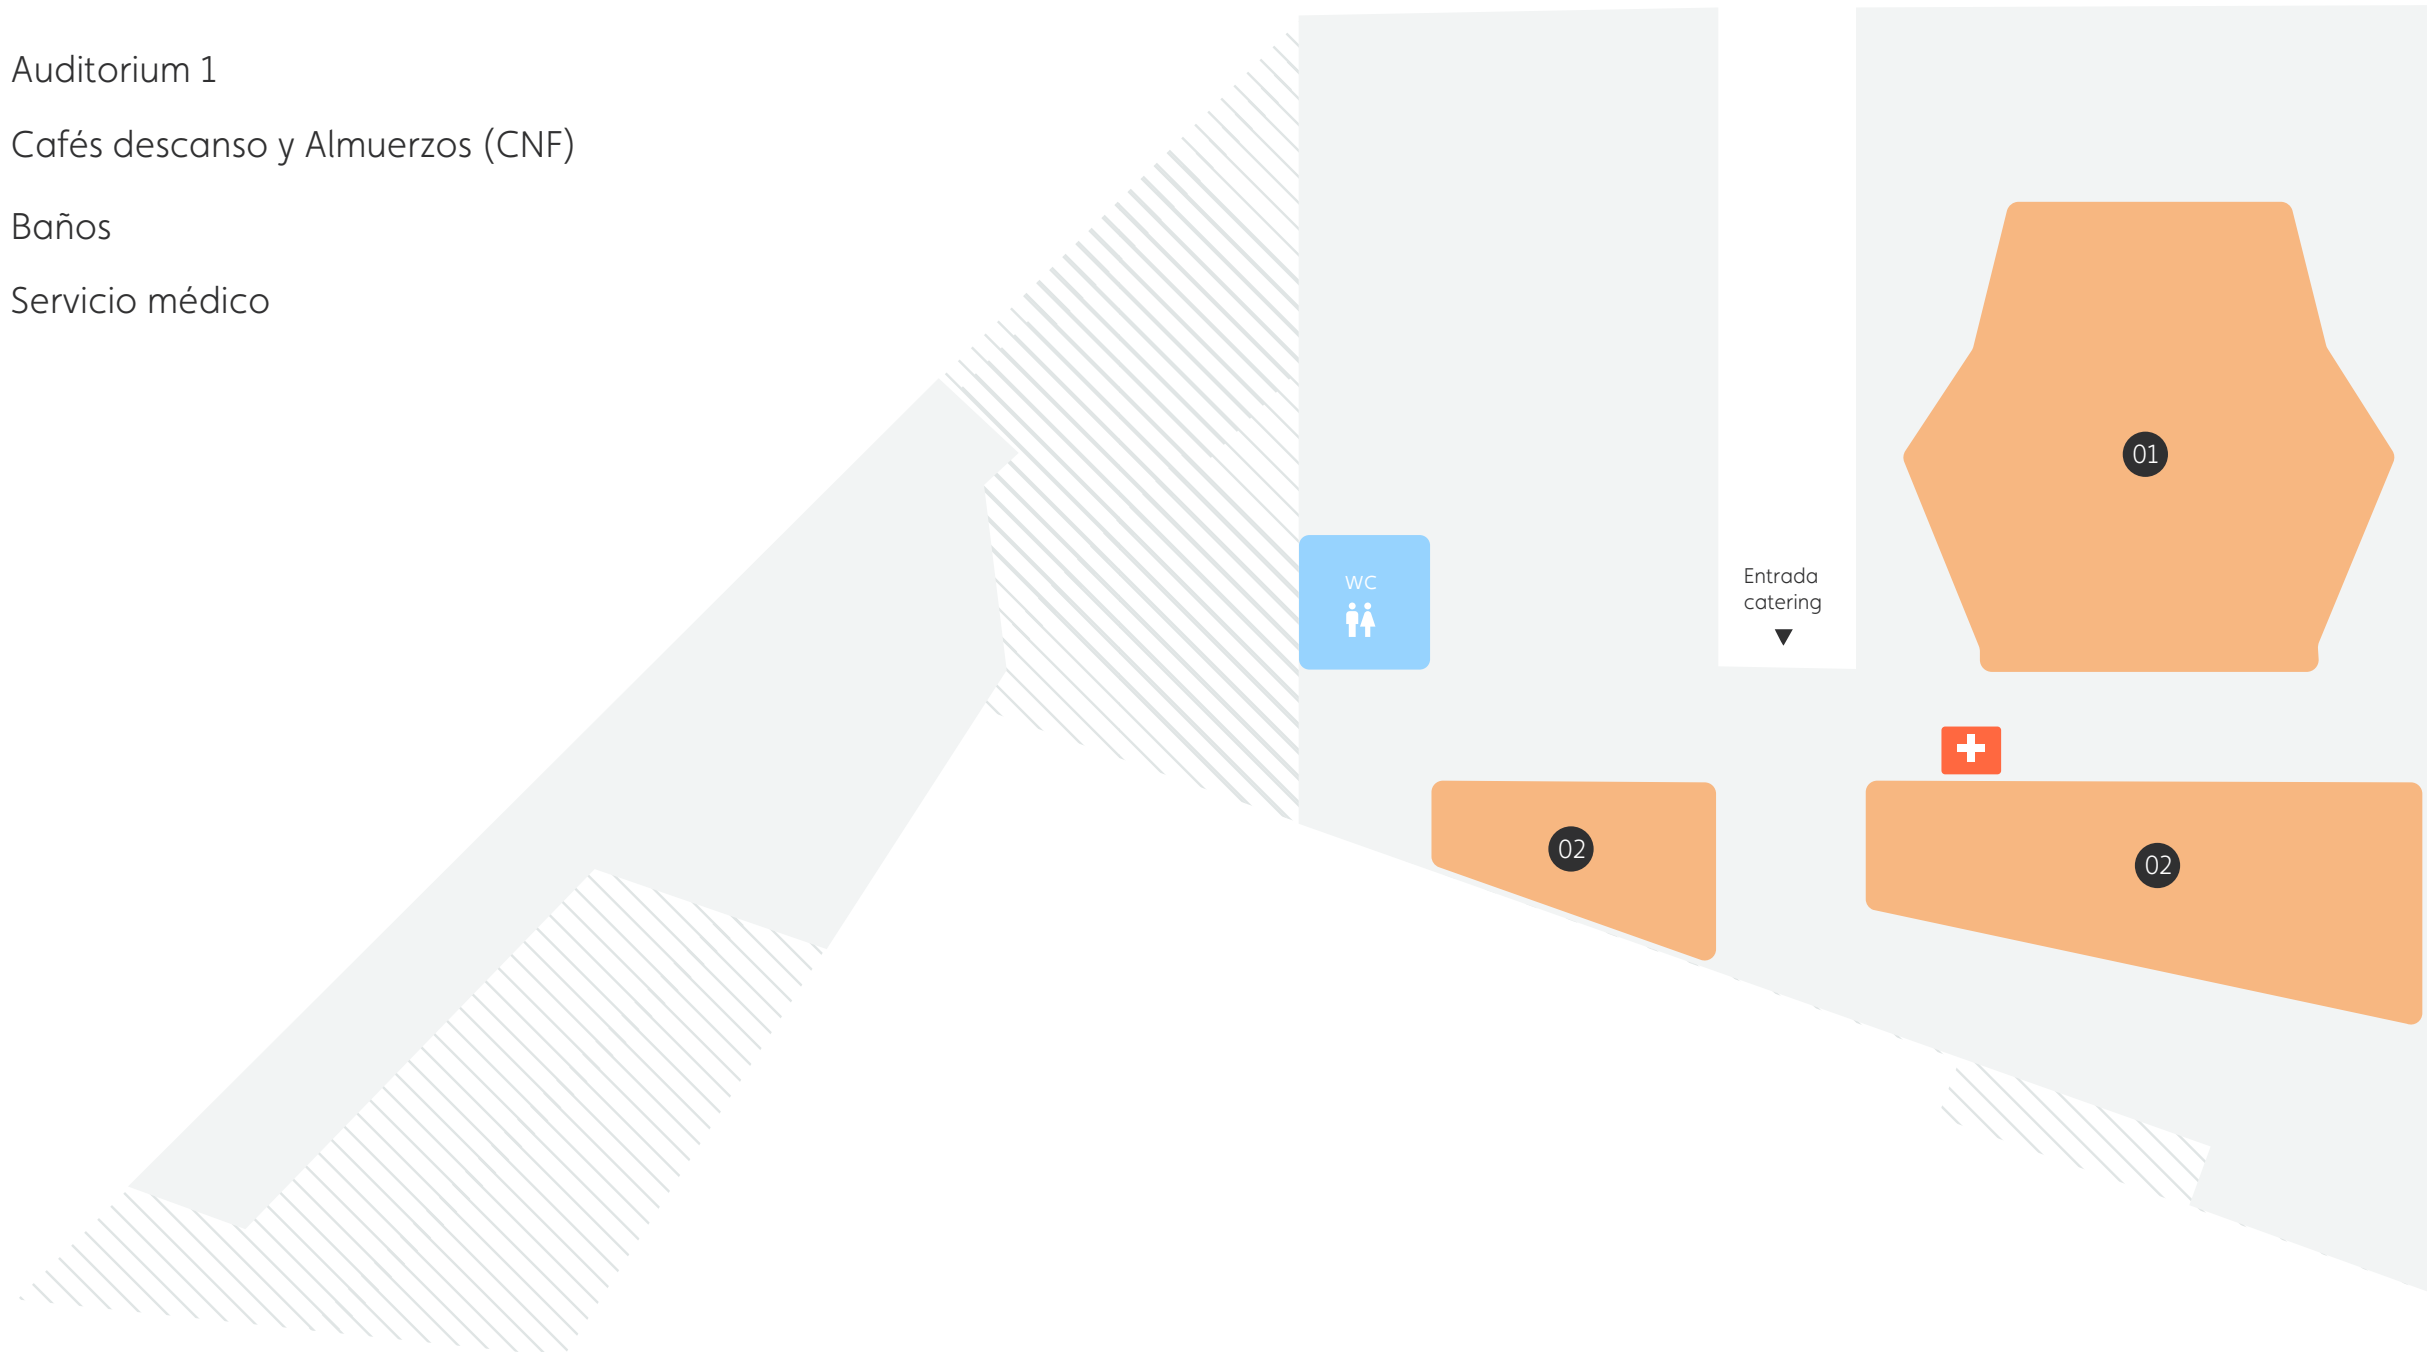 Auditorium 1
Cafés descanso y Almuerzos (CNF)
Baños
Servicio médico
01
WC
Entrada
catering
02
02